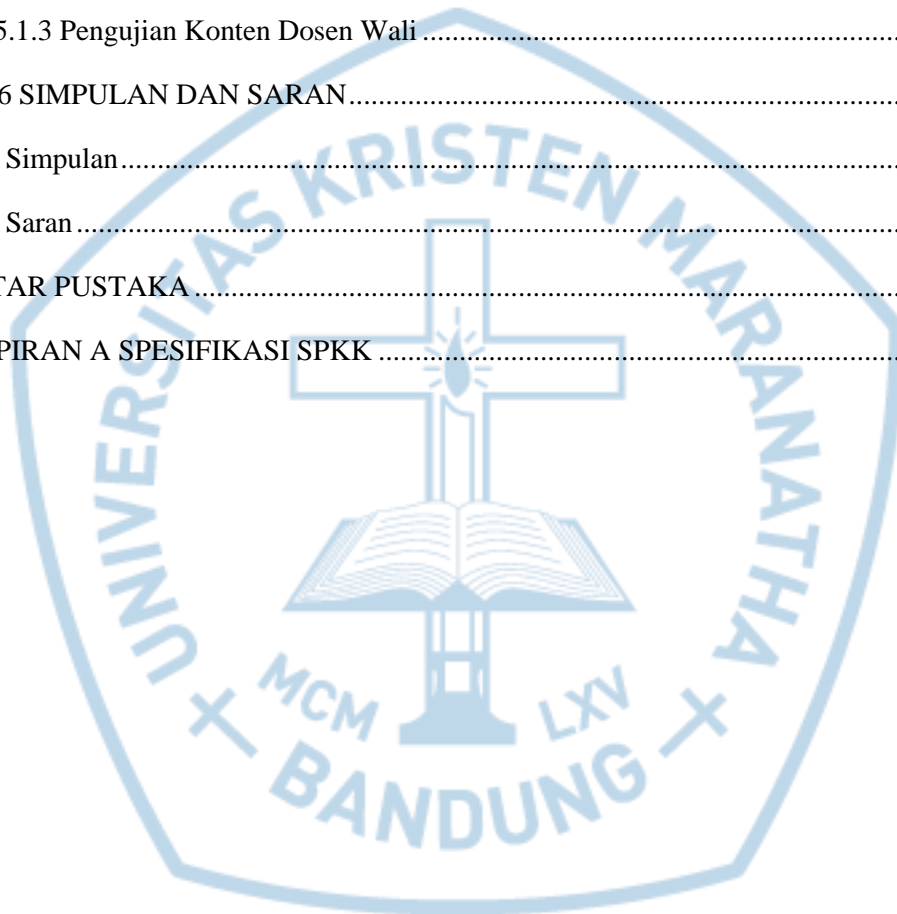 5.1.3 Pengujian Konten Dosen Wali ....................................................................
6 SIMPULAN DAN SARAN....................................................................
Simpulan....................................................................
Saran ....................................................................
TAR PUSTAKA ....................................................................
PIRAN A SPESIFIKASI SPKK ....................................................................
UNIVERSITAS KRISTEN MARANATHA
MCM LXV
BANDUNG